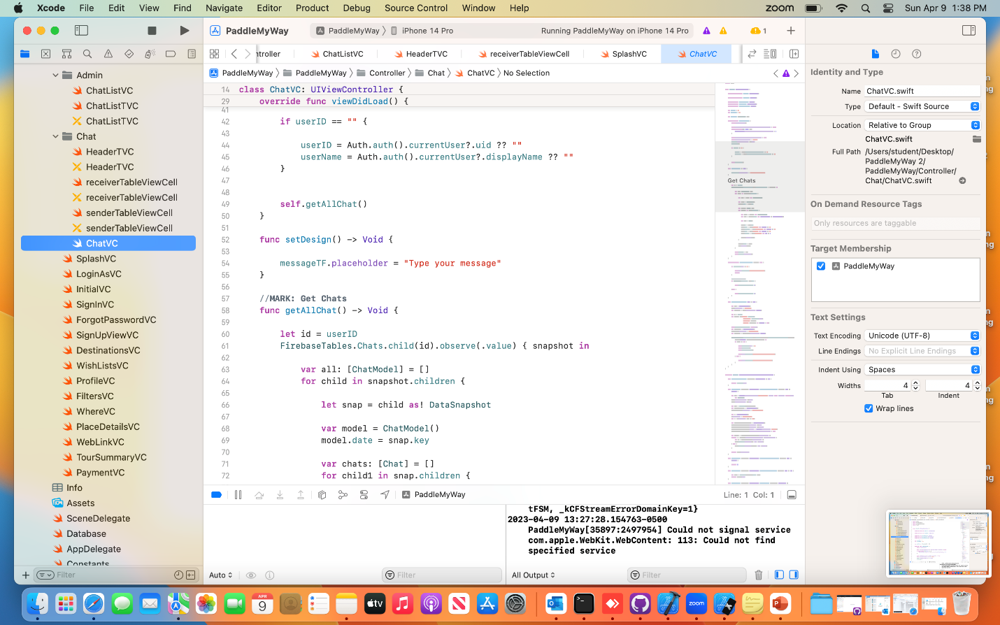 Xcode File Edit View Find Navigate Editor Product Debug Source Control Window Help
zoom Sun Apr 9 1:38 PM
PaddleMyWay
PaddleMyWay iPhone 14 Pro
Running PaddleMyWay on iPhone 14 Pro
1
ntroller ChatListVC HeaderTVC receiverTableViewCell SplashVC ChatVC
PaddleMyWay PaddleMyWay Controller Chat ChatVC No Selection
Admin
ChatListVC
ChatListTVC
ChatListTVC
Chat
HeaderTVC
HeaderTVC
receiverTableViewCell
receiverTableViewCell
senderTableViewCell
senderTableViewCell
ChatVC
SplashVC
LoginAsVC
InitialVC
SignInVC
ForgotPasswordVC
SignUpViewVC
DestinationsVC
WishListsVC
ProfileVC
FiltersVC
WhereVC
PlaceDetailsVC
WebLinkVC
TourSummaryVC
PaymentVC
Info
Assets
SceneDelegate
Database
AppDelegate
Constants
Filter
14 class ChatVC: UIViewController {
29 override func viewDidLoad() {
41
42 if userID == "" {
43
44 userID = Auth.auth().currentUser?.uid ?? ""
45 userName = Auth.auth().currentUser?.displayName ?? ""
46 }
47
48
49 self.getAllChat()
50
51 }
52 func setDesign() -> Void {
53
54 messageTF.placeholder = "Type your message"
55 }
56
57 //MARK: Get Chats
58 func getAllChat() -> Void {
59
60 let id = userID
61 FirebaseTables.Chats.child(id).observe(.value) { snapshot in
62
63 var all: [ChatModel] = []
64 for child in snapshot.children {
65
66 let snap = child as! DataSnapshot
67
68 var model = ChatModel()
69 model.date = snap.key
70
71 var chats: [Chat] = []
72 for child1 in snap.children {
Get Chats
PaddleMyWay
Line: 1 Col: 1
tFSM, _kCFStreamErrorDomainKey=1}
2023-04-09 13:27:28.154763-0500
PaddleMyWay[35897:2497954] Could not signal service
com.apple.WebKit.WebContent: 113: Could not find
specified service
Auto
Filter
All Output
Filter
Identity and Type
Name ChatVC.swift
Type Default - Swift Source
Location Relative to Group
ChatVC.swift
Full Path /Users/student/Desktop/
PaddleMyWay 2/
PaddleMyWay/Controller/
Chat/ChatVC.swift
On Demand Resource Tags
Only resources are taggable
Target Membership
PaddleMyWay
Text Settings
Text Encoding Unicode (UTF-8)
Line Endings No Explicit Line Endings
Indent Using Spaces
Widths 4 4
Tab Indent
Wrap lines
APR
9
tv
zoom